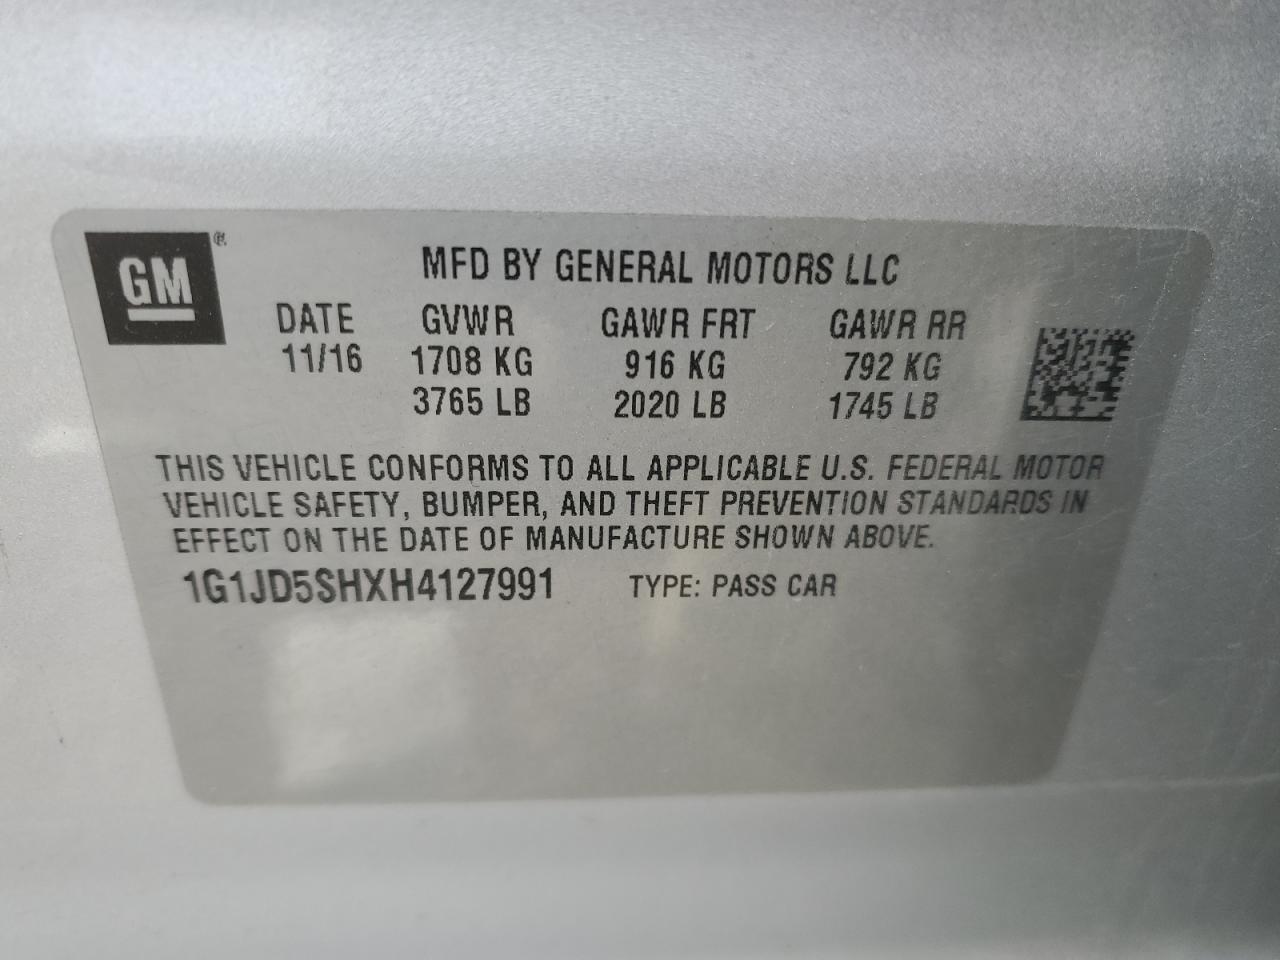 GM®
MFD BY GENERAL MOTORS LLC
DATE GVWR GAWR FRT GAWR RR
11/16 1708 KG 916 KG 792 KG
3765 LB 2020 LB 1745 LB
THIS VEHICLE CONFORMS TO ALL APPLICABLE U.S. FEDERAL MOTOR
VEHICLE SAFETY, BUMPER, AND THEFT PREVENTION STANDARDS IN
EFFECT ON THE DATE OF MANUFACTURE SHOWN ABOVE.
1G1JD5SHXH4127991 TYPE: PASS CAR